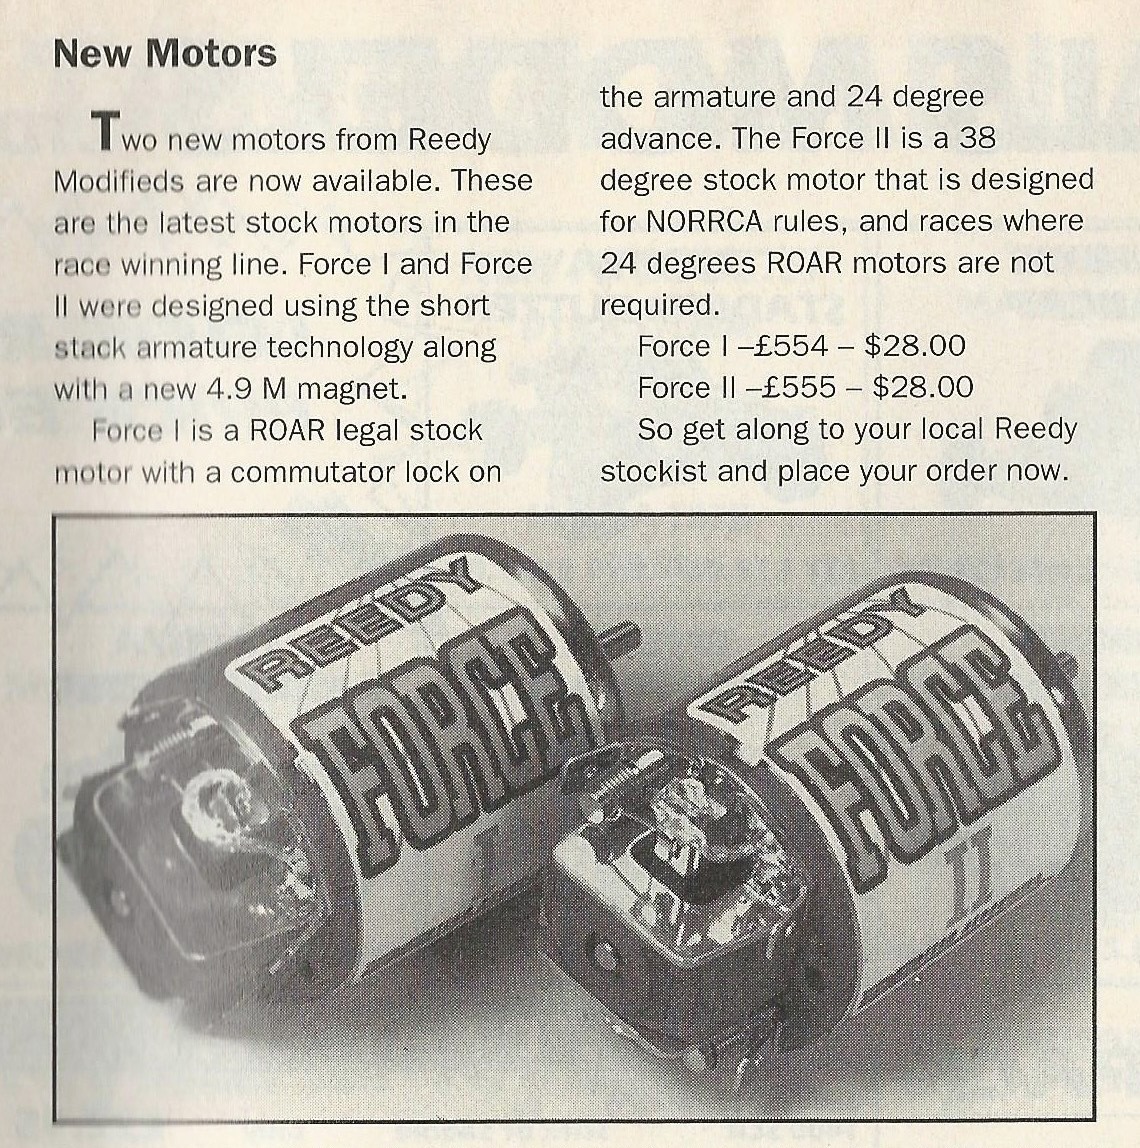 New Motors
Two new motors from Reedy
Modifieds are now available. These
are the latest stock motors in the
race winning line. Force I and Force
II were designed using the short
stack armature technology along
with a new 4.9 M magnet.
Force I is a ROAR legal stock
motor with a commutator lock on
the armature and 24 degree
advance. The Force II is a 38
degree stock motor that is designed
for NORRCA rules, and races where
24 degrees ROAR motors are not
required.
Force I –£554 – $28.00
Force II –£555 – $28.00
So get along to your local Reedy
stockist and place your order now.
REEDY
FORCE
I
REEDY
FORCE
II